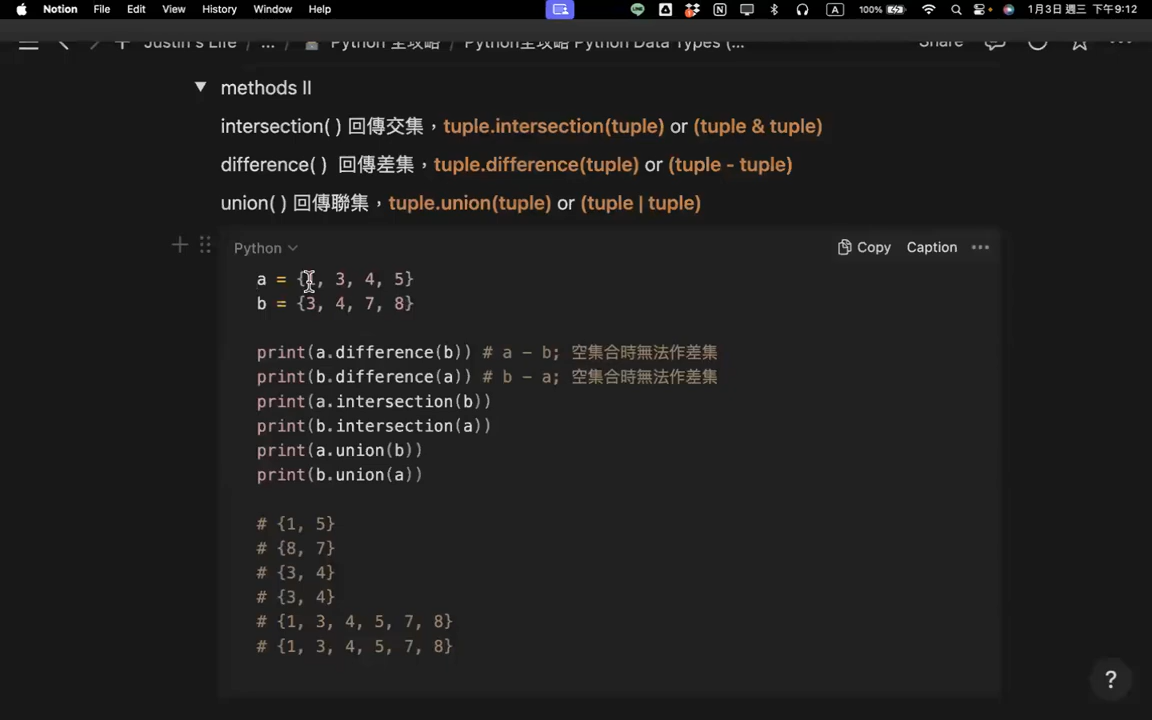 Notion File Edit View History Window Help A 100% 1月3日 週三 下午9:12
Justin's Life / ... / Python 全攻略 / Python全攻略 Python Data Types (... Share
methods II
intersection( ) 回傳交集，tuple.intersection(tuple) or (tuple & tuple)
difference( ) 回傳差集，tuple.difference(tuple) or (tuple - tuple)
union( ) 回傳聯集，tuple.union(tuple) or (tuple | tuple)
Python Copy Caption
a = {1, 3, 4, 5}
b = {3, 4, 7, 8}
print(a.difference(b)) # a - b; 空集合時無法作差集
print(b.difference(a)) # b - a; 空集合時無法作差集
print(a.intersection(b))
print(b.intersection(a))
print(a.union(b))
print(b.union(a))
# {1, 5}
# {8, 7}
# {3, 4}
# {3, 4}
# {1, 3, 4, 5, 7, 8}
# {1, 3, 4, 5, 7, 8}
?